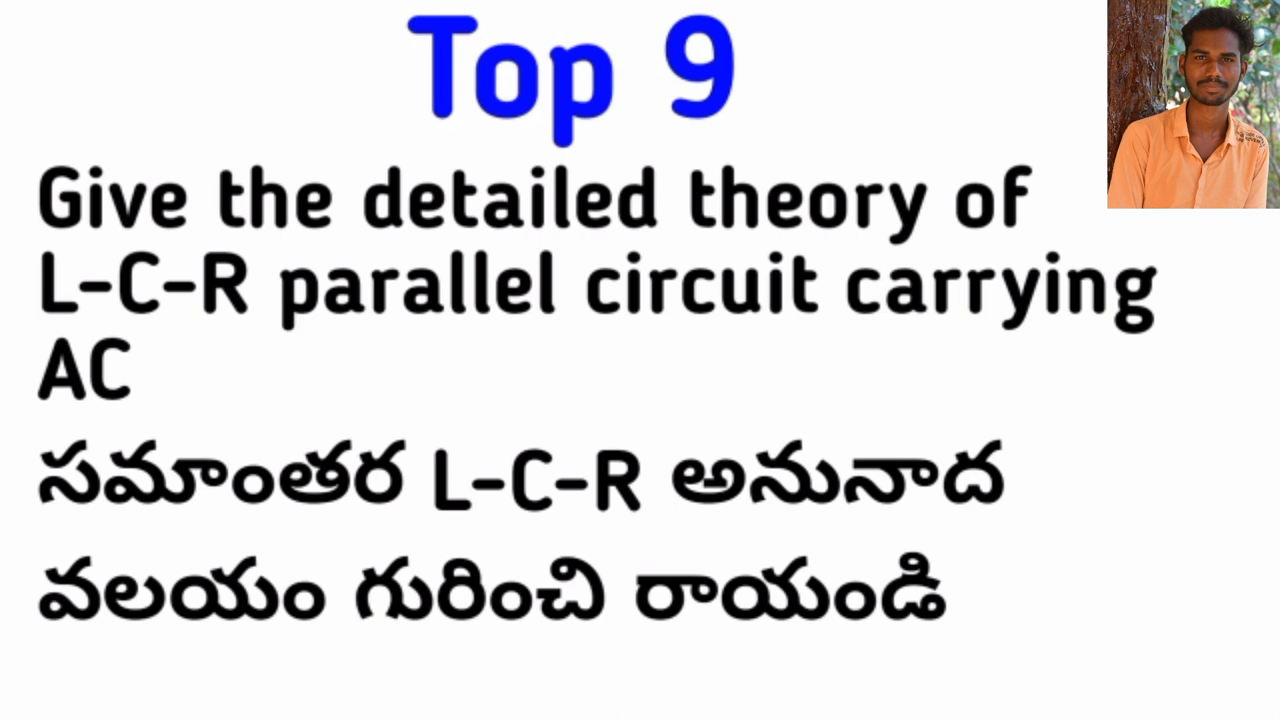 Top 9
Give the detailed theory of
L-C-R parallel circuit carrying
AC
సమాంతర L-C-R అనునాద
వలయం గురించి రాయండి